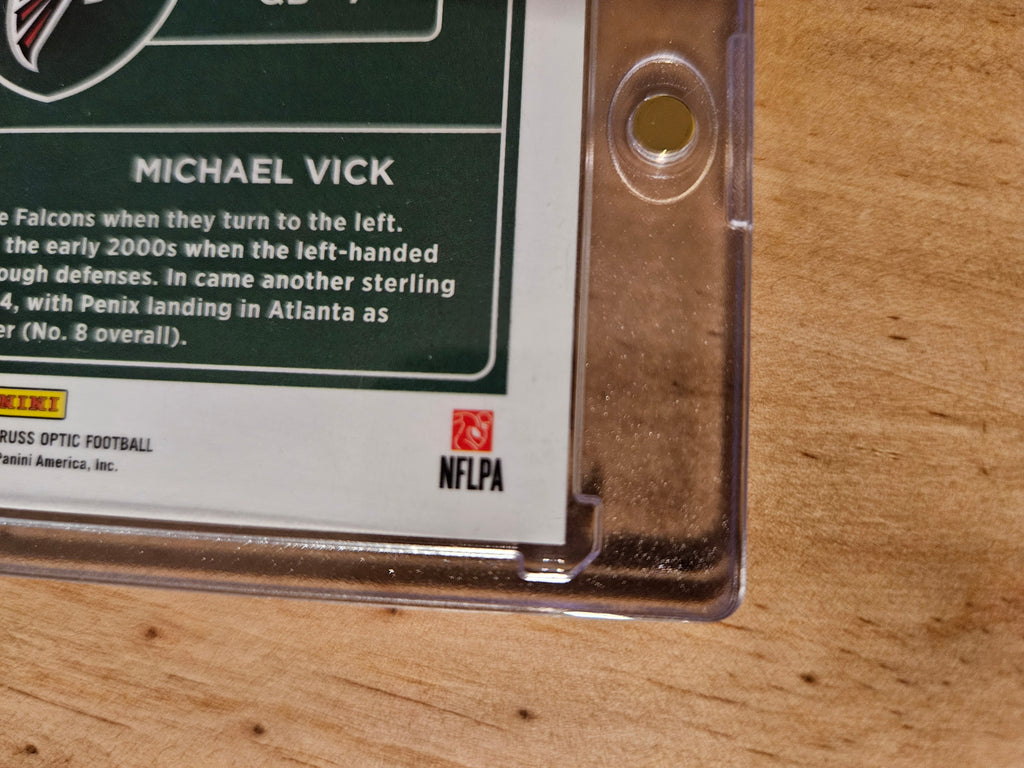 MICHAEL VICK
Falcons when they turn to the left.
the early 2000s when the left-handed
ough defenses. In came another sterling
4, with Penix landing in Atlanta as
er (No. 8 overall).
NINI
RUSS OPTIC FOOTBALL
Panini America, Inc.
NFLPA